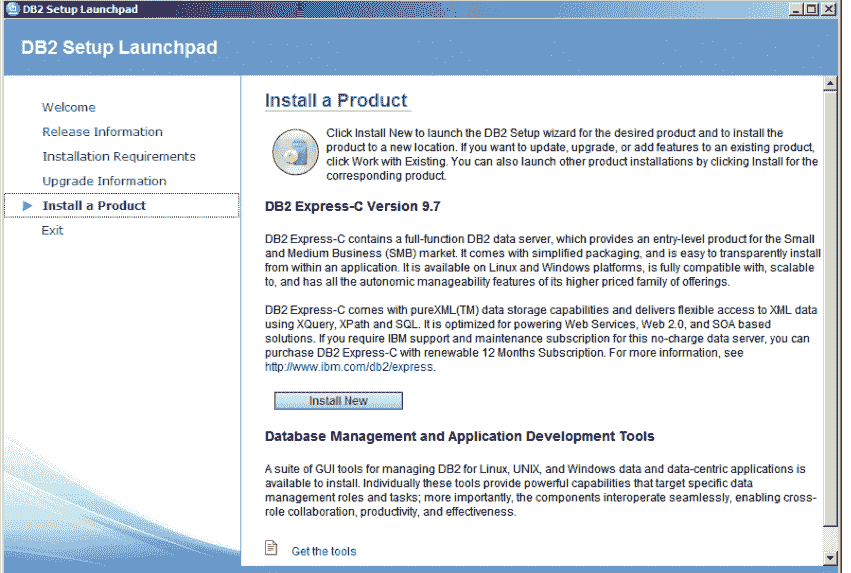 DB2 Setup Launchpad
DB2 Setup Launchpad
Welcome
Release Information
Installation Requirements
Upgrade Information
Install a Product
Exit
Install a Product
Click Install New to launch the DB2 Setup wizard for the desired product and to install the
product to a new location. If you want to update, upgrade, or add features to an existing product,
click Work with Existing. You can also launch other product installations by clicking Install for the
corresponding product.
DB2 Express-C Version 9.7
DB2 Express-C contains a full-function DB2 data server, which provides an entry-level product for the Small
and Medium Business (SMB) market. It comes with simplified packaging, and is easy to transparently install
from within an application. It is available on Linux and Windows platforms, is fully compatible with, scalable
to, and has all the autonomic manageability features of its higher priced family of offerings.
DB2 Express-C comes with pureXML(TM) data storage capabilities and delivers flexible access to XML data
using XQuery, XPath and SQL. It is optimized for powering Web Services, Web 2.0, and SOA based
solutions. If you require IBM support and maintenance subscription for this no-charge data server, you can
purchase DB2 Express-C with renewable 12 Months Subscription. For more information, see
http://www.ibm.com/db2/express.
Install New
Database Management and Application Development Tools
A suite of GUI tools for managing DB2 for Linux, UNIX, and Windows data and data-centric applications is
available to install. Individually these tools provide powerful capabilities that target specific data
management roles and tasks; more importantly, the components interoperate seamlessly, enabling cross-
role collaboration, productivity, and effectiveness.
Get the tools